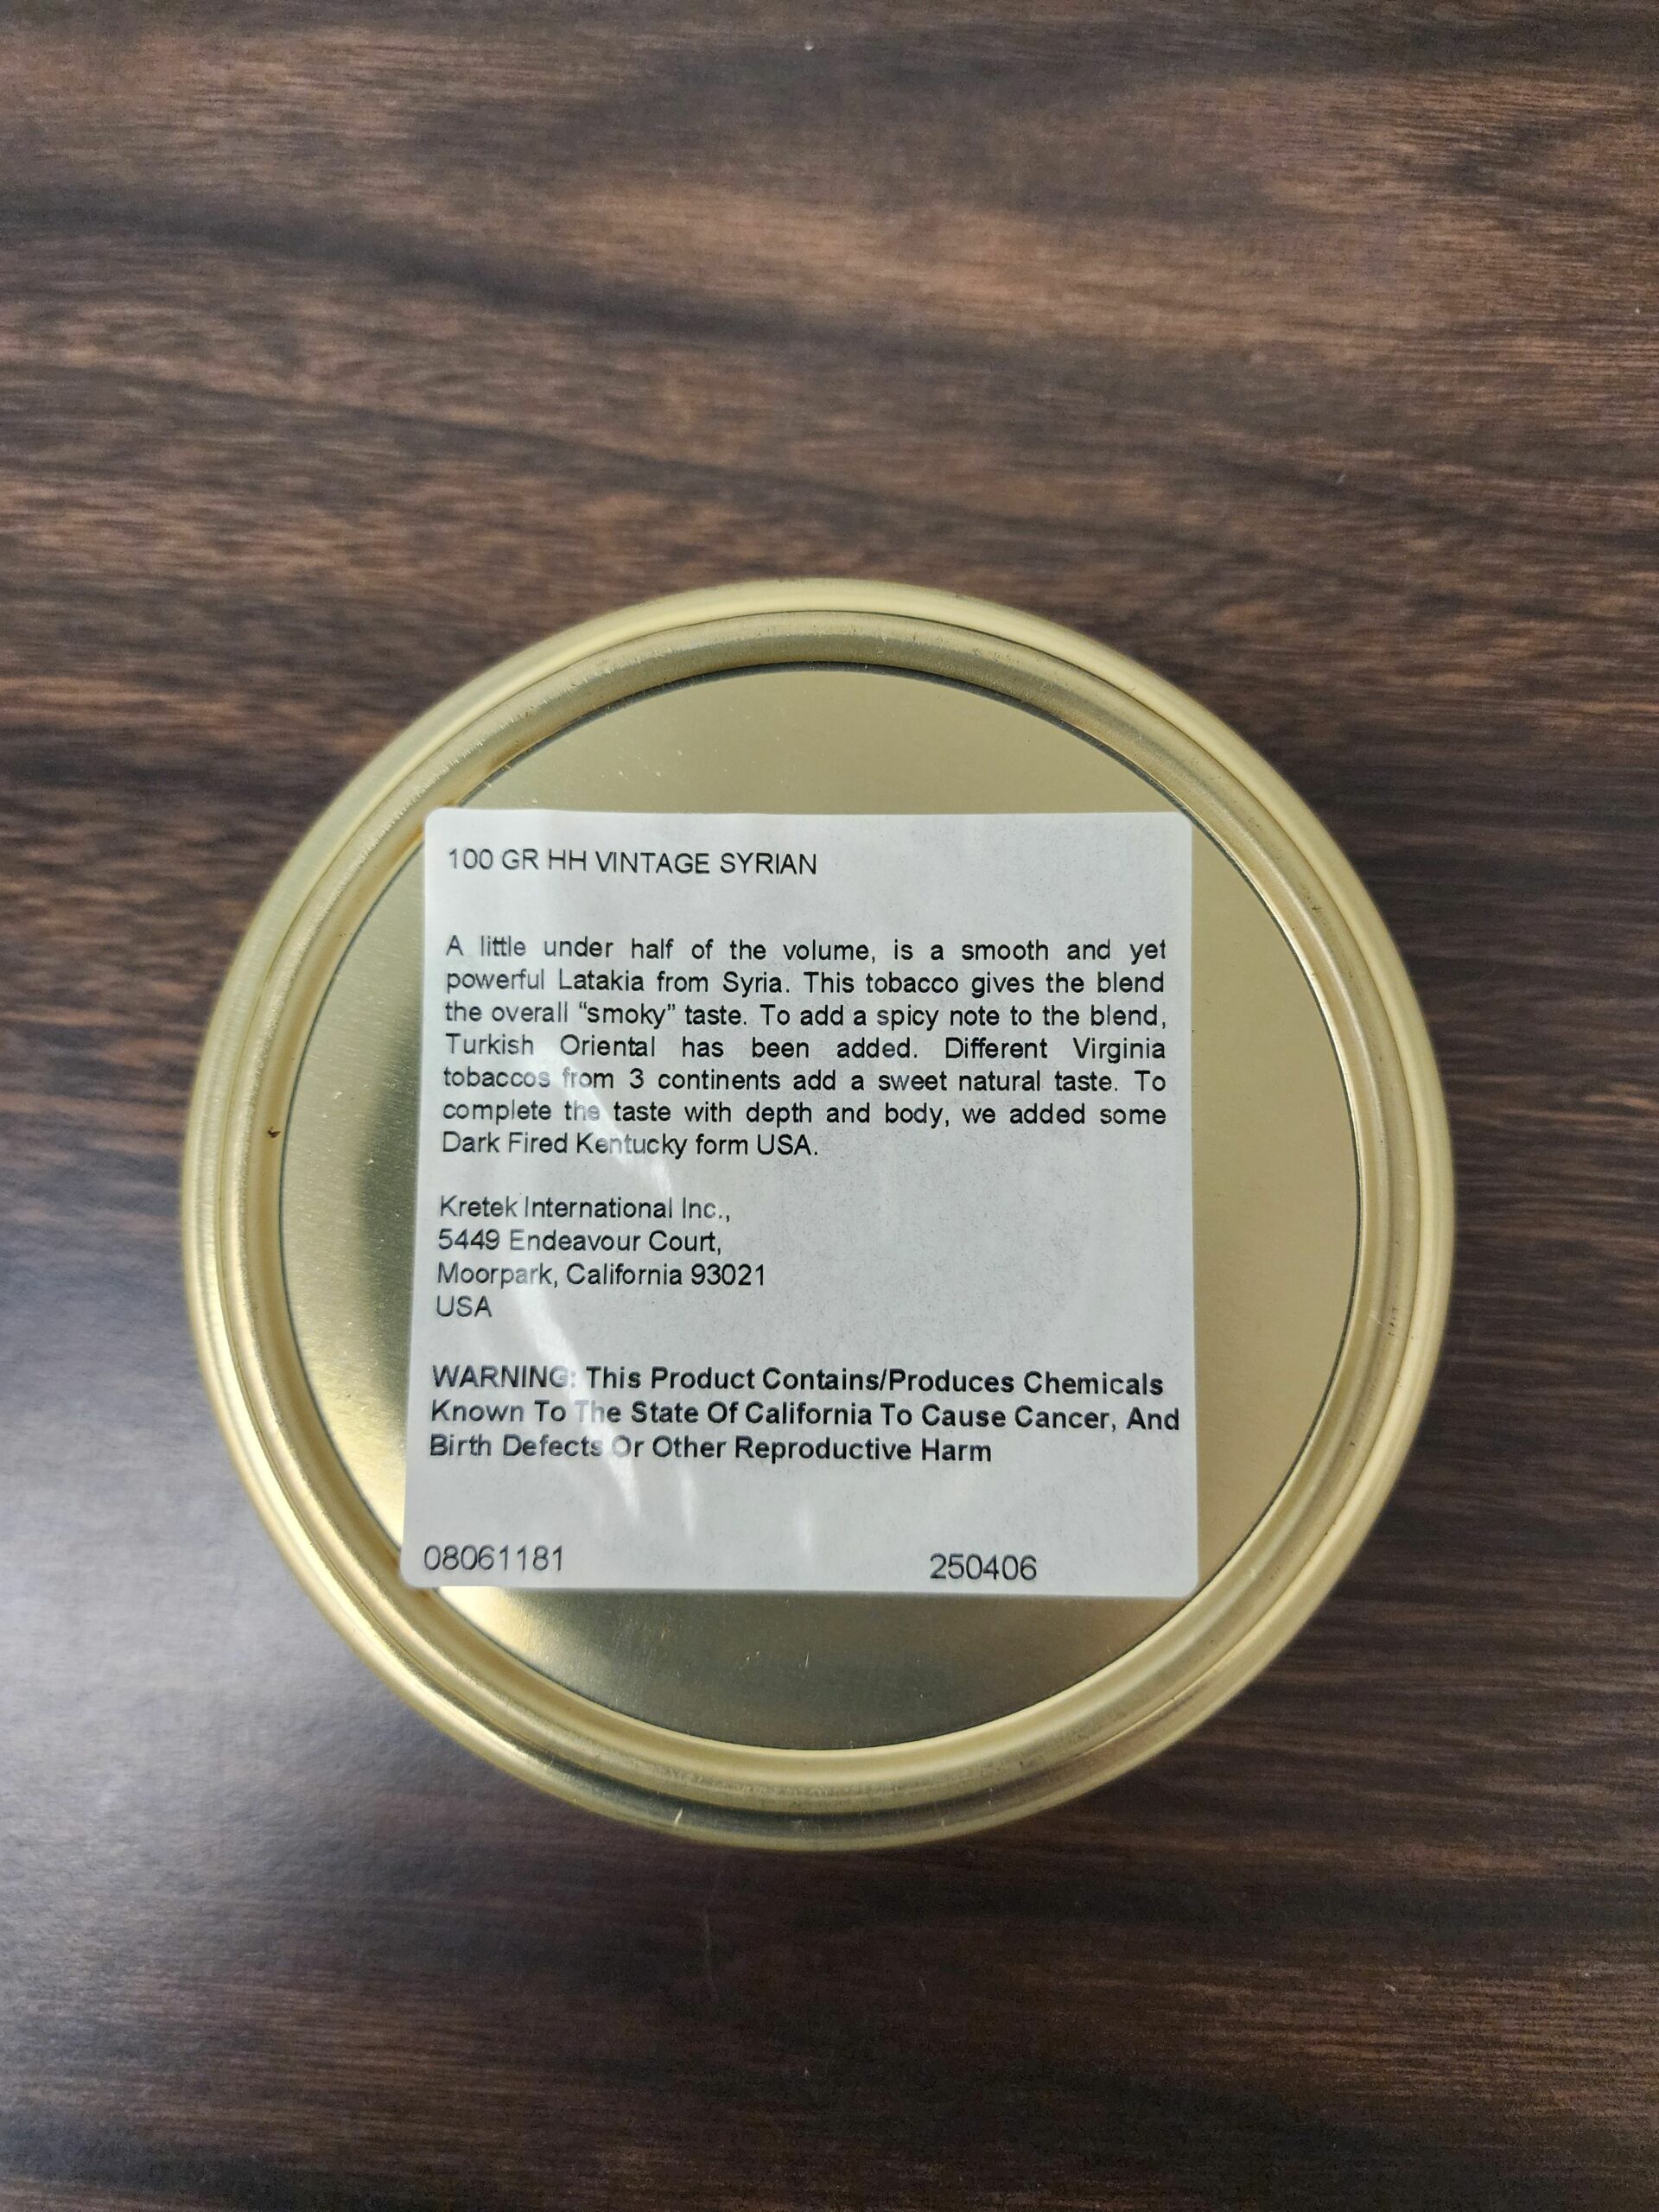 100 GR HH VINTAGE SYRIAN
A little under half of the volume, is a smooth and yet
powerful Latakia from Syria. This tobacco gives the blend
the overall “smoky” taste. To add a spicy note to the blend,
Turkish Oriental has been added. Different Virginia
tobaccos from 3 continents add a sweet natural taste. To
complete the taste with depth and body, we added some
Dark Fired Kentucky form USA.
Kretek International Inc.,
5449 Endeavour Court,
Moorpark, California 93021
USA
WARNING: This Product Contains/Produces Chemicals
Known To The State Of California To Cause Cancer, And
Birth Defects Or Other Reproductive Harm
08061181 250406